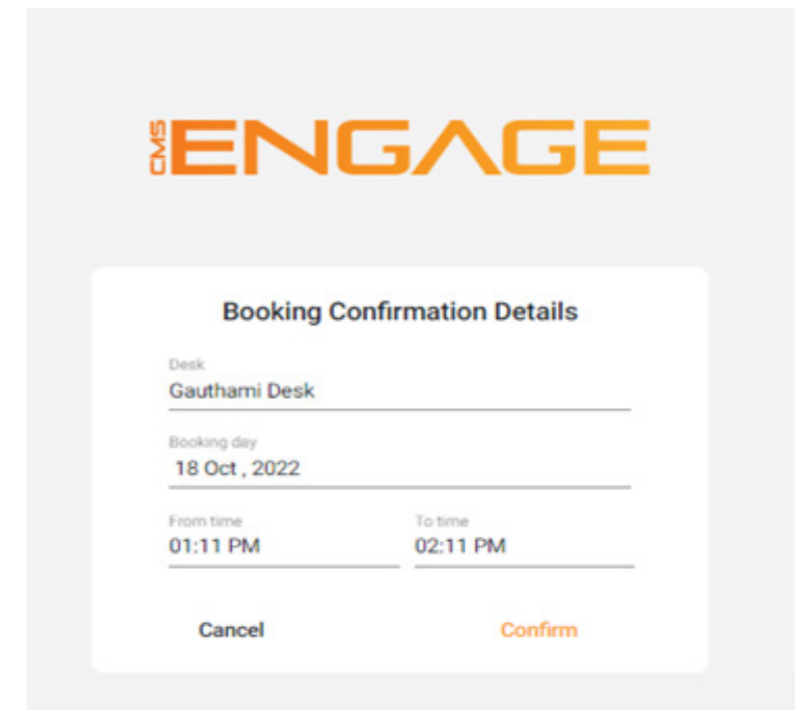 CMS ENGAGE
Booking Confirmation Details
Desk
Gauthami Desk
Booking day
18 Oct , 2022
From time To time
01:11 PM 02:11 PM
Cancel Confirm